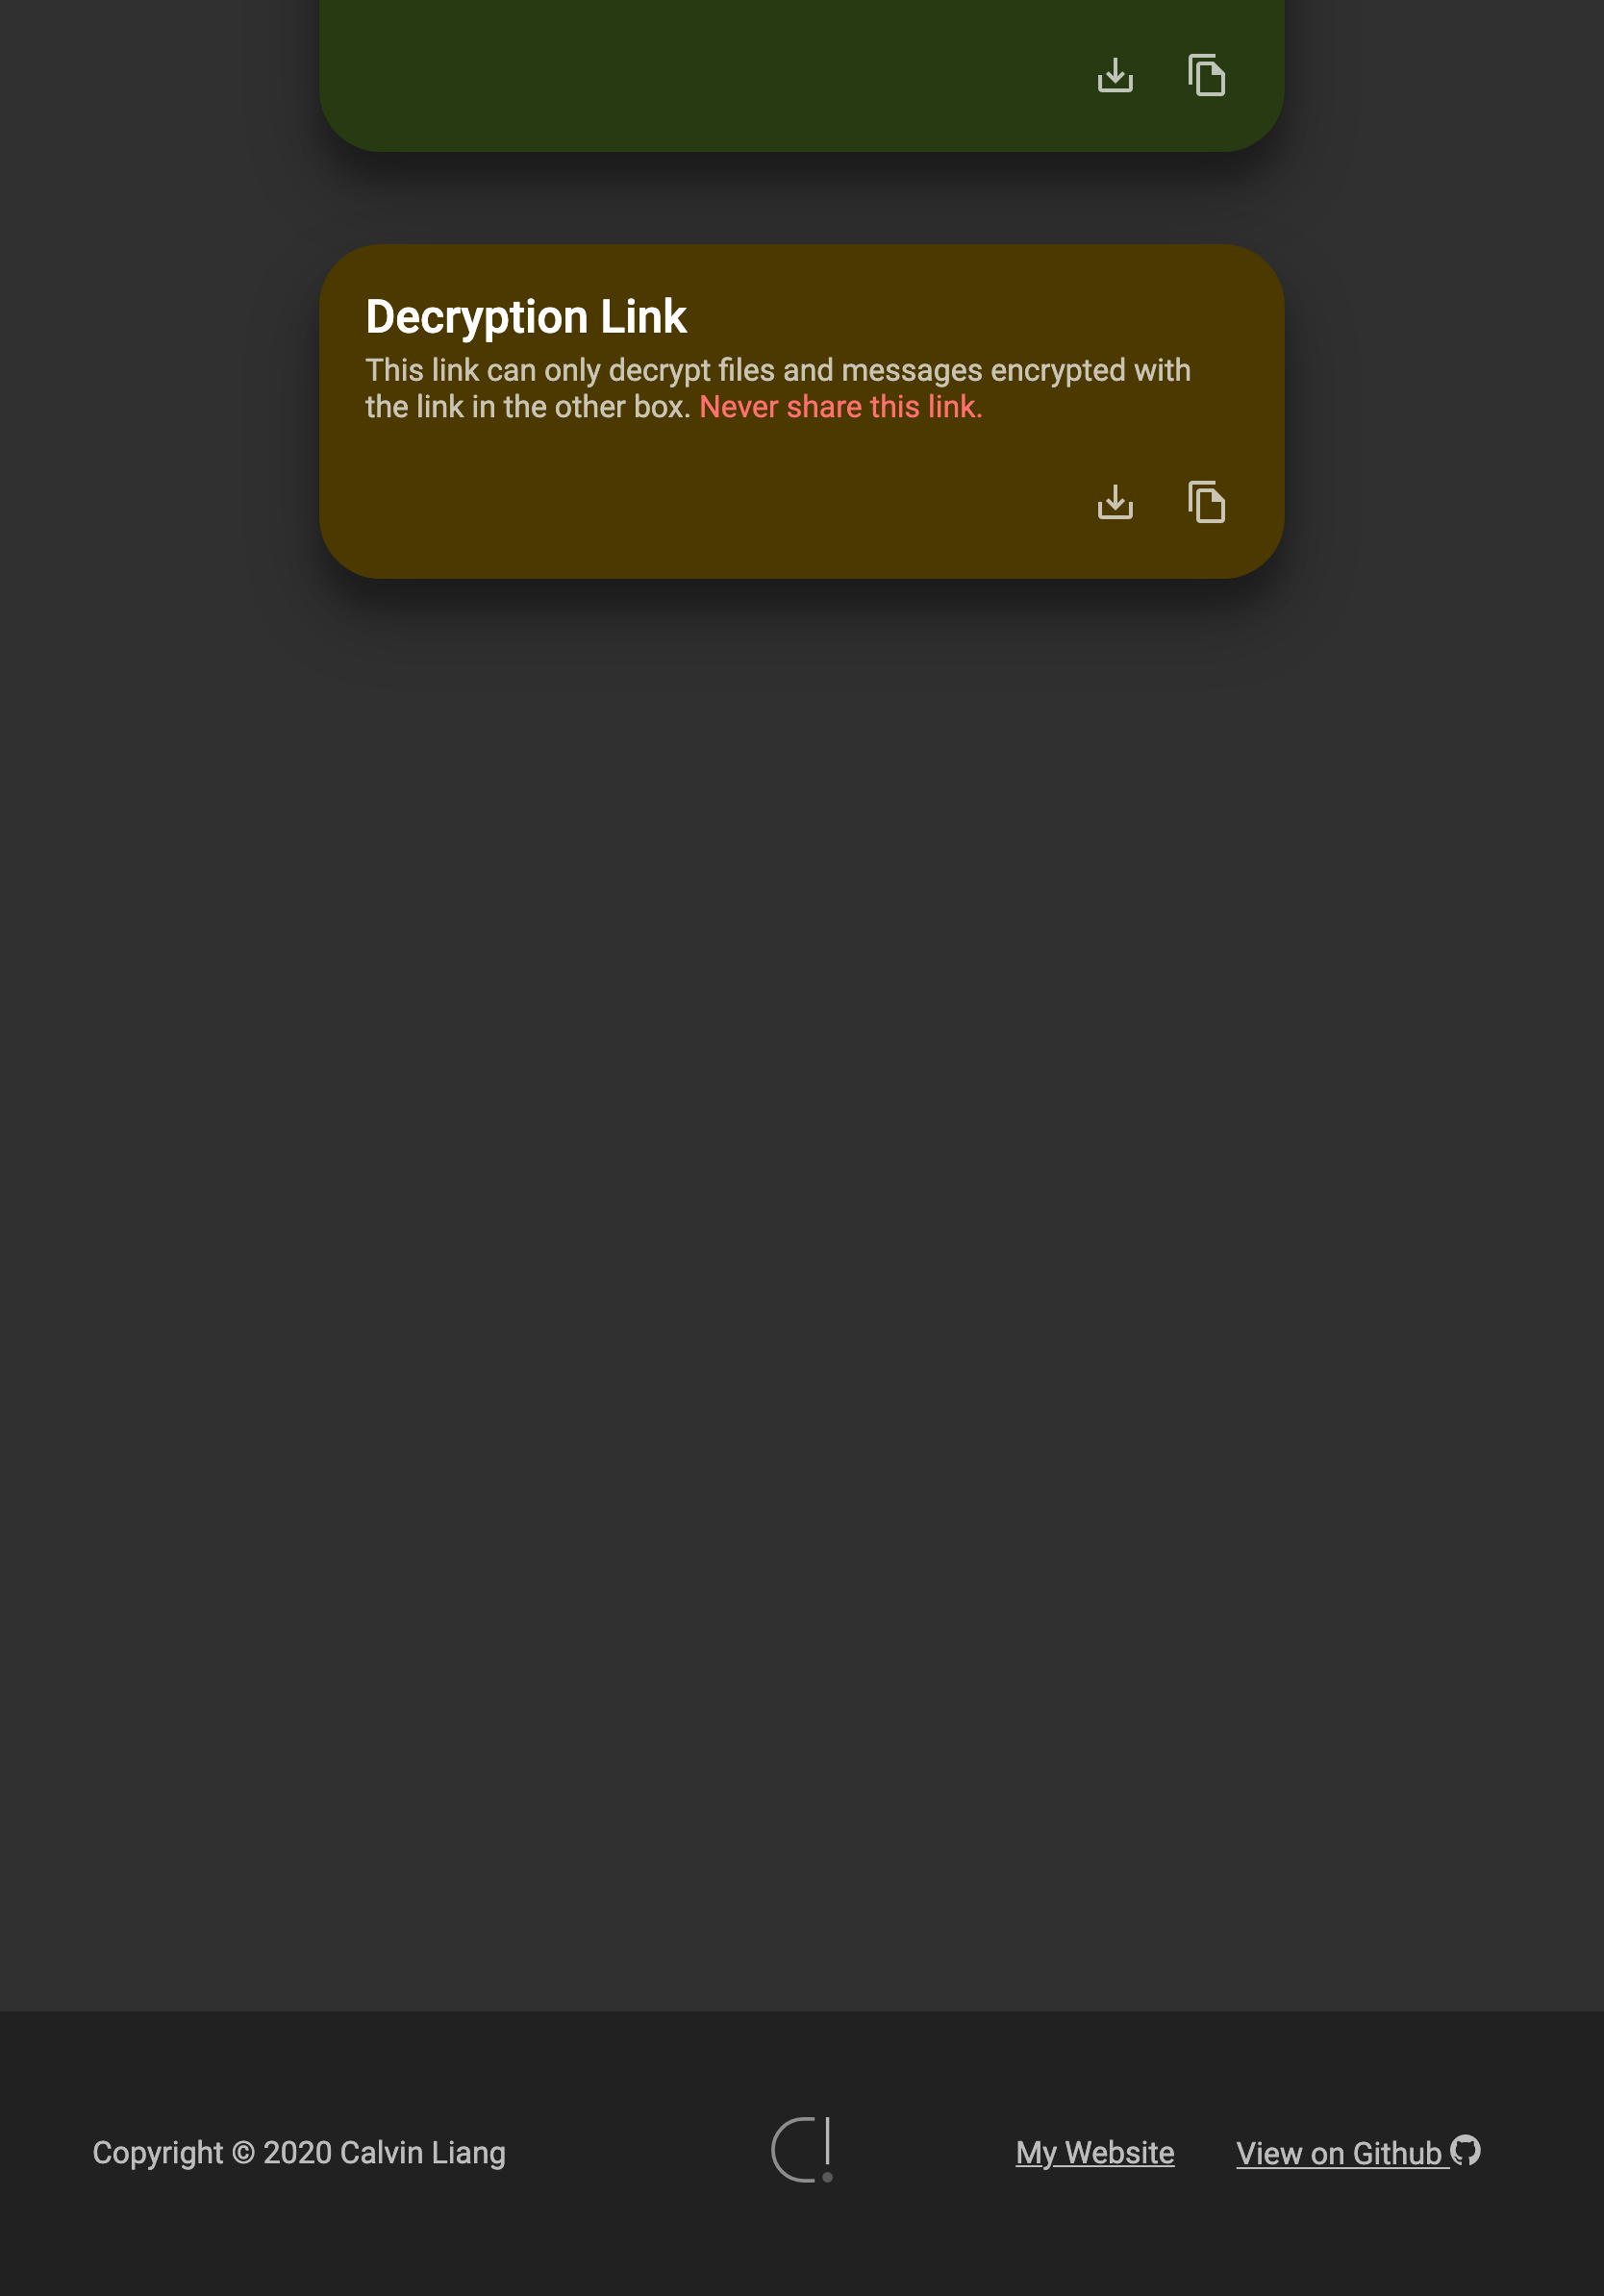 Decryption Link
This link can only decrypt files and messages encrypted with
the link in the other box. Never share this link.
Copyright © 2020 Calvin Liang
My Website
View on Github